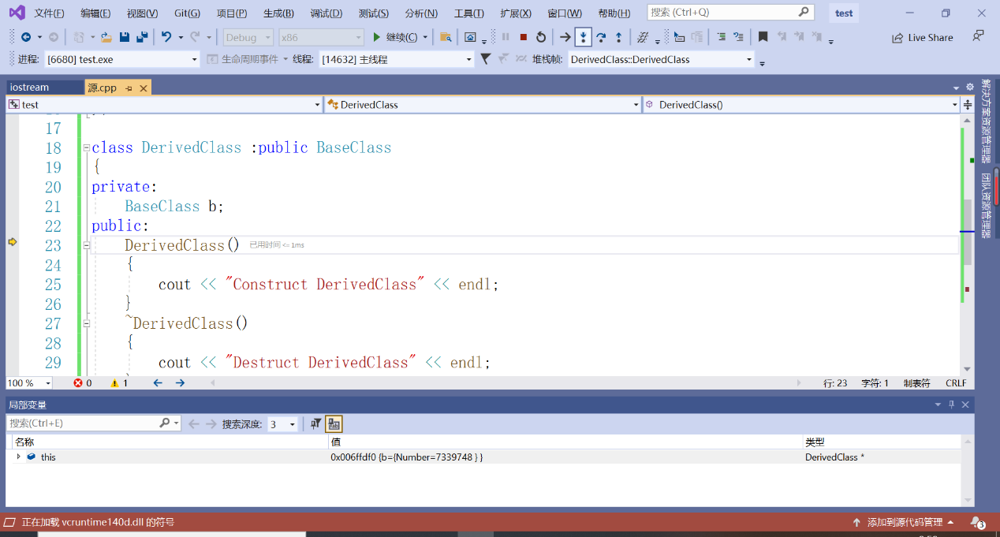 文件(F) 编辑(E) 视图(V) Git(G) 项目(P) 生成(B) 调试(D) 测试(S) 分析(N) 工具(T) 扩展(X) 窗口(W) 帮助(H) 搜索 (Ctrl+Q) test
Debug x86 继续(C) Live Share
进程: [6680] test.exe 生命周期事件 线程: [14632] 主线程 堆栈帧: DerivedClass::DerivedClass
iostream 源.cpp
test DerivedClass DerivedClass()
17
18 class DerivedClass :public BaseClass
19 {
20 private:
21 BaseClass b;
22 public:
23 DerivedClass() 已用时间 <= 1ms
24 {
25 cout << "Construct DerivedClass" << endl;
26 }
27 ~DerivedClass()
28 {
29 cout << "Destruct DerivedClass" << endl;
100 % 0 1 行: 23 字符: 1 制表符 CRLF
局部变量
搜索(Ctrl+E) 搜索深度: 3
名称 值 类型
this 0x006ffdf0 {b={Number=7339748 } } DerivedClass *
正在加载 vcruntime140d.dll 的符号 添加到源代码管理 3
解决方案资源管理器
团队资源管理器